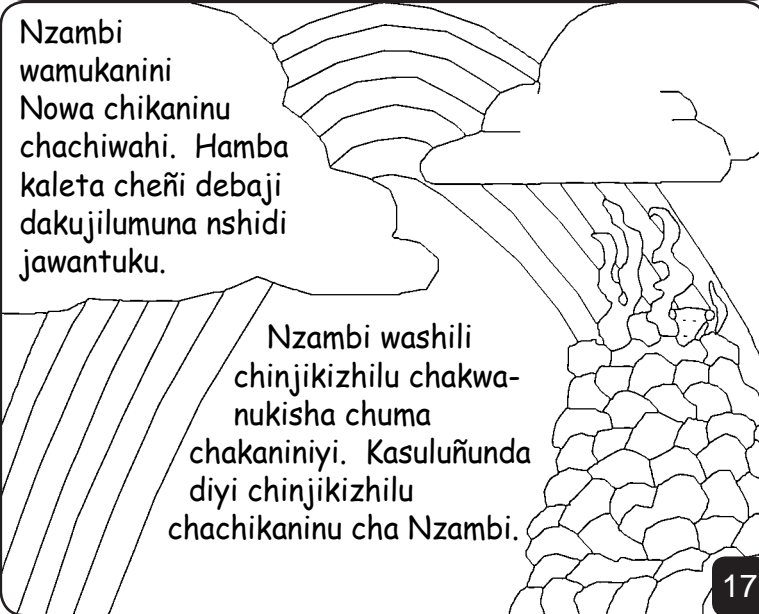 Nzambi
wamukanini
Nowa chikaninu
chachiwahi. Hamba
kaleta cheñi debaji
dakujilumuna nshidi
jawantuku.
Nzambi washili
chinjikizhilu chakwa-
nukisha chuma
chakaniniyi. Kasuluñunda
diyi chinjikizhilu
chachikaninu cha Nzambi.
17